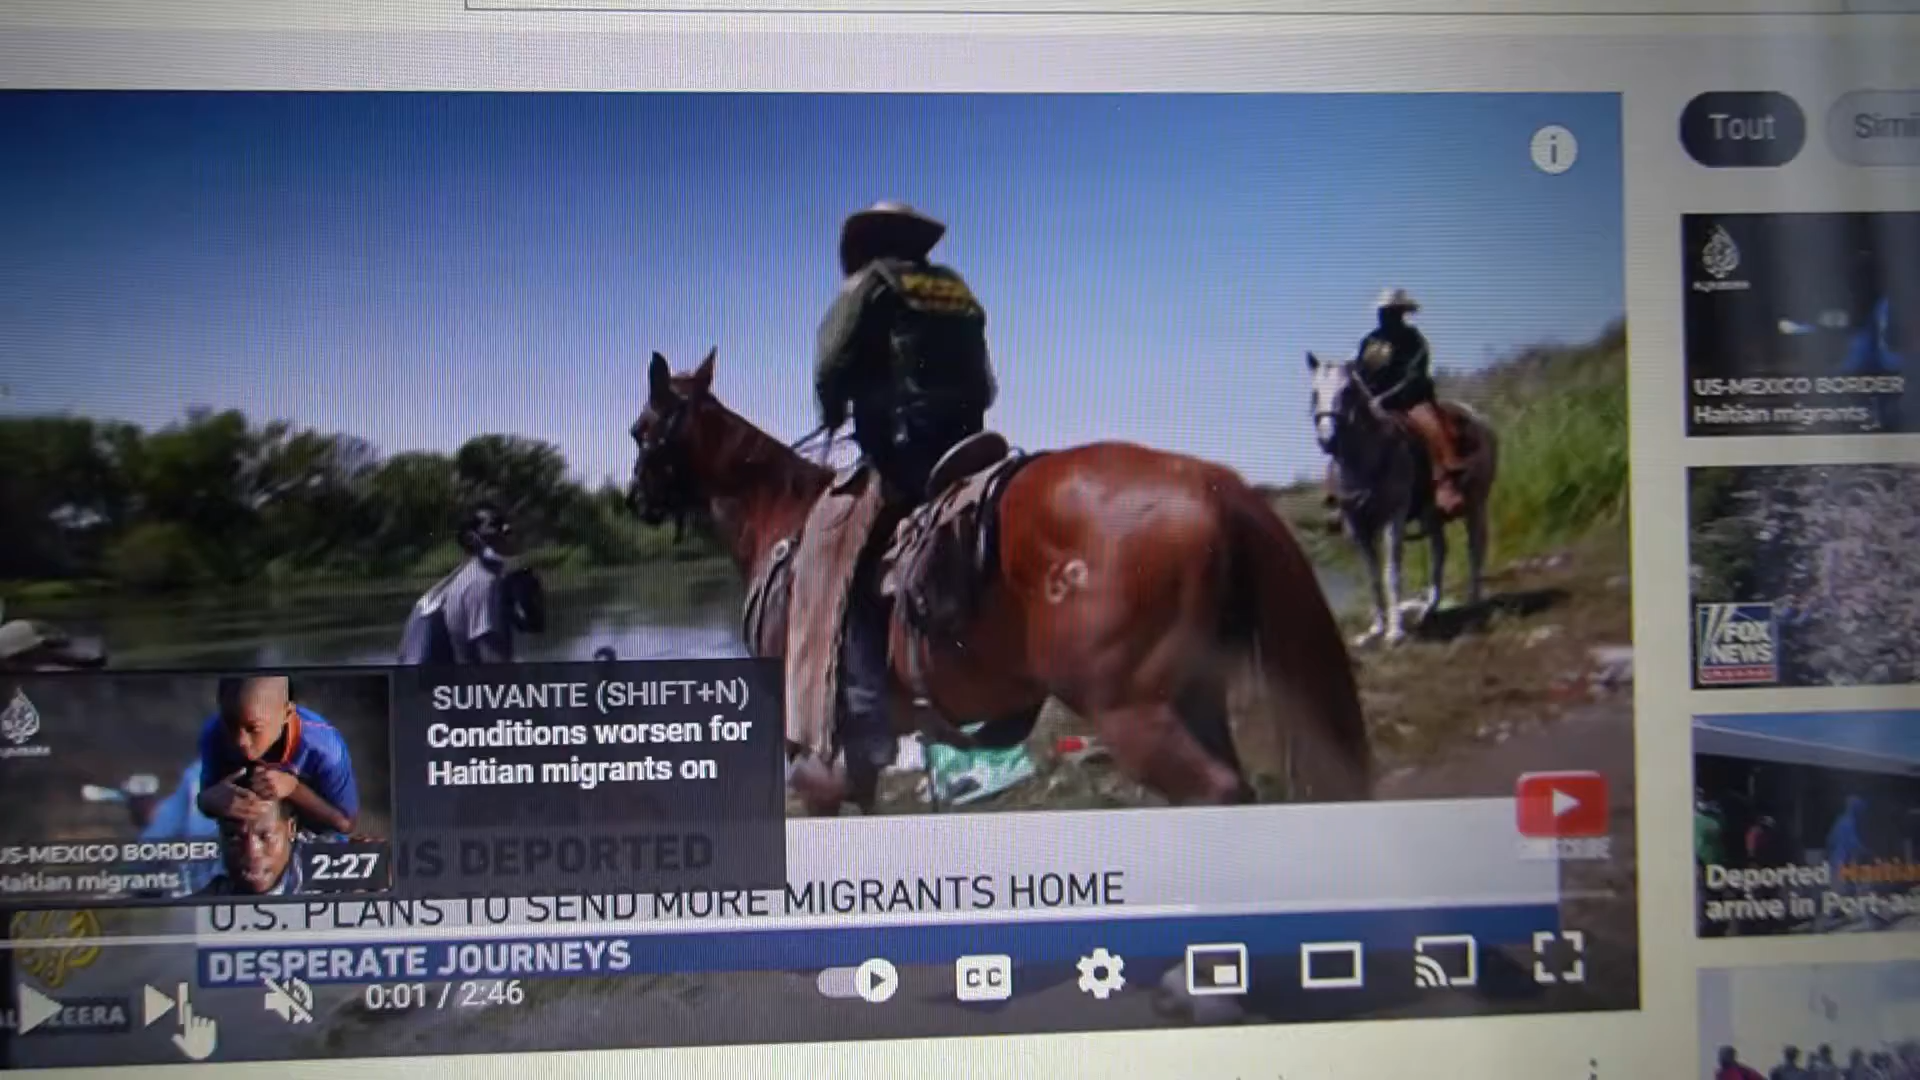 Tout
US-MEXICO BORDER
Haitian migrants
FOX
NEWS
SUIVANTE (SHIFT+N)
Conditions worsen for
Haitian migrants on
US-MEXICO BORDER
Haitian migrants
2:27
DEPORTED
U.S. PLANS TO SEND MORE MIGRANTS HOME
DESPERATE JOURNEYS
0:01 / 2:46
CC
Deported
arrive in